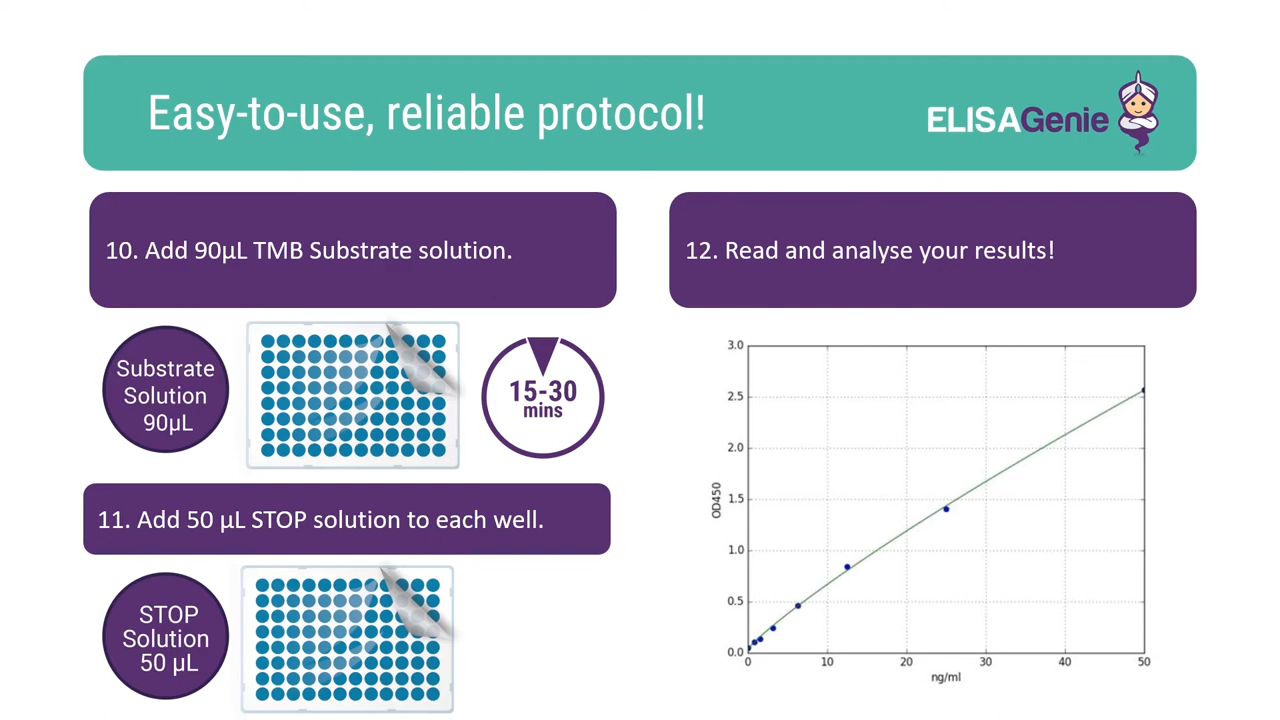 Easy-to-use, reliable protocol!
ELISAGenie
10. Add 90µL TMB Substrate solution.
Substrate
Solution
90µL
15-30
mins
11. Add 50 µL STOP solution to each well.
STOP
Solution
50 µL
12. Read and analyse your results!
3.0
2.5
2.0
1.5
1.0
0.5
0.0
OD450
0 10 20 30 40 50
ng/ml